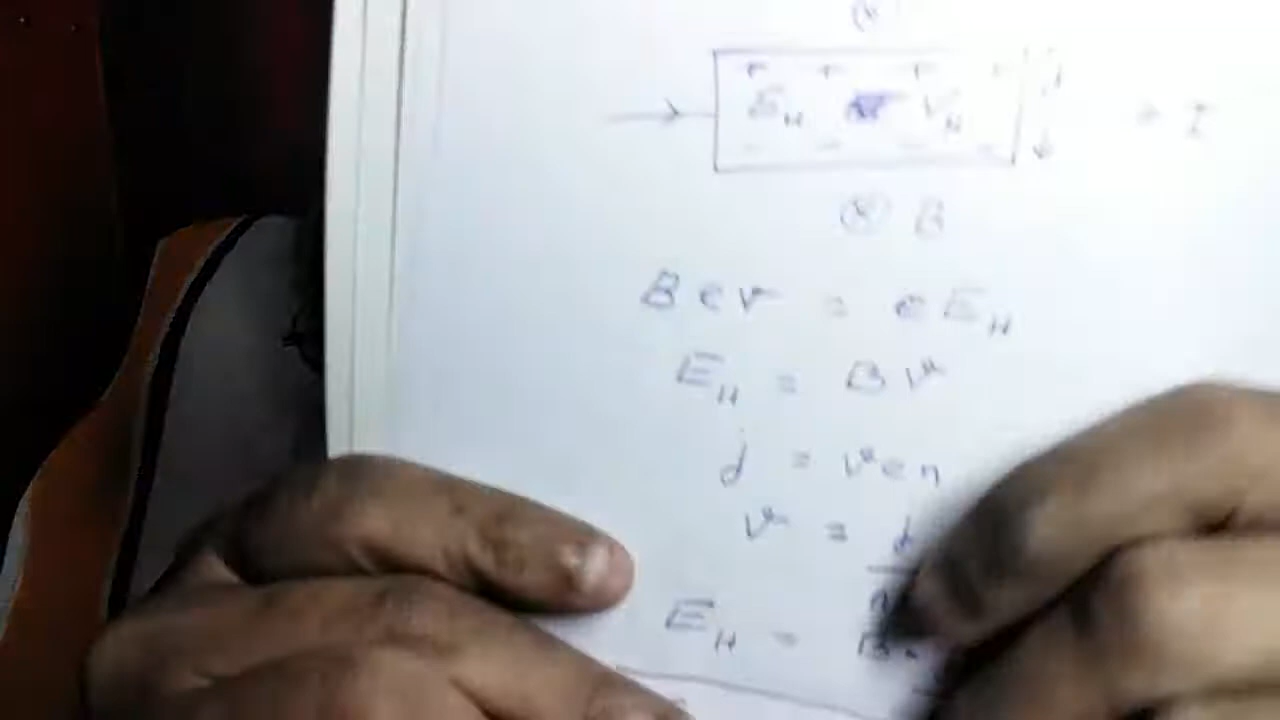 + + + +
E_H V_H
I
⊗ B
Bev = eE_H
E_H = Bv
j = ven
v = j
E_H = B